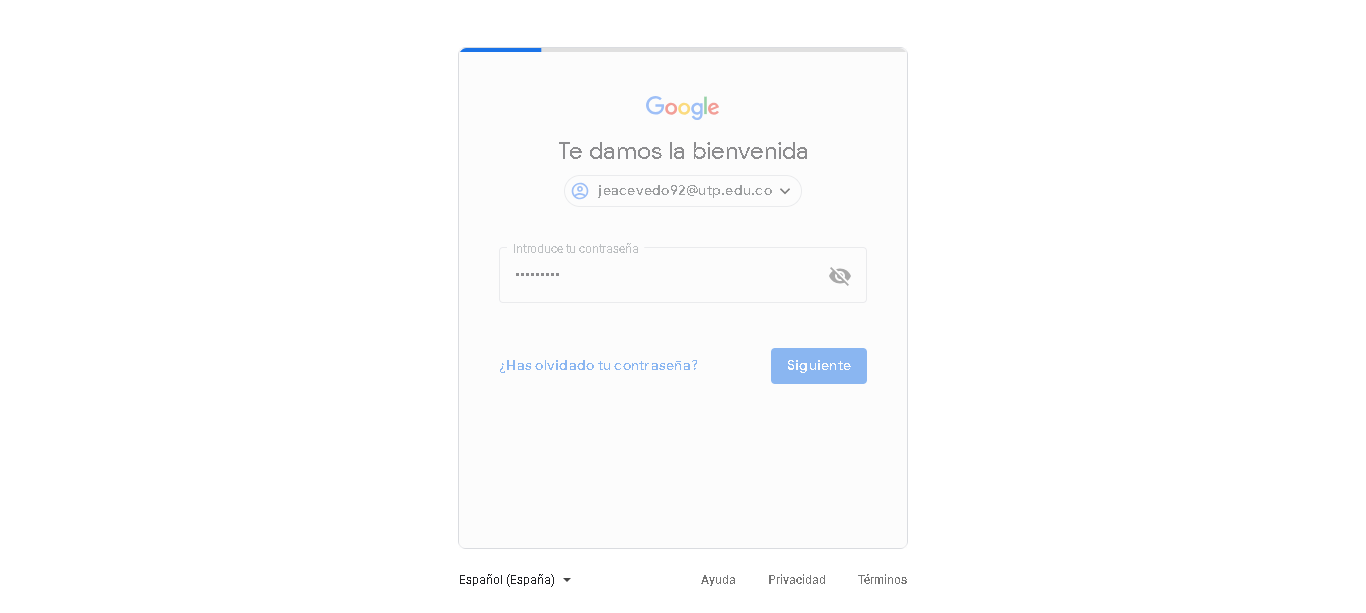 Google
Te damos la bienvenida
jeacevedo92@utp.edu.co
Introduce tu contraseña
•••••••••
¿Has olvidado tu contraseña?
Siguiente
Español (España)
Ayuda
Privacidad
Términos